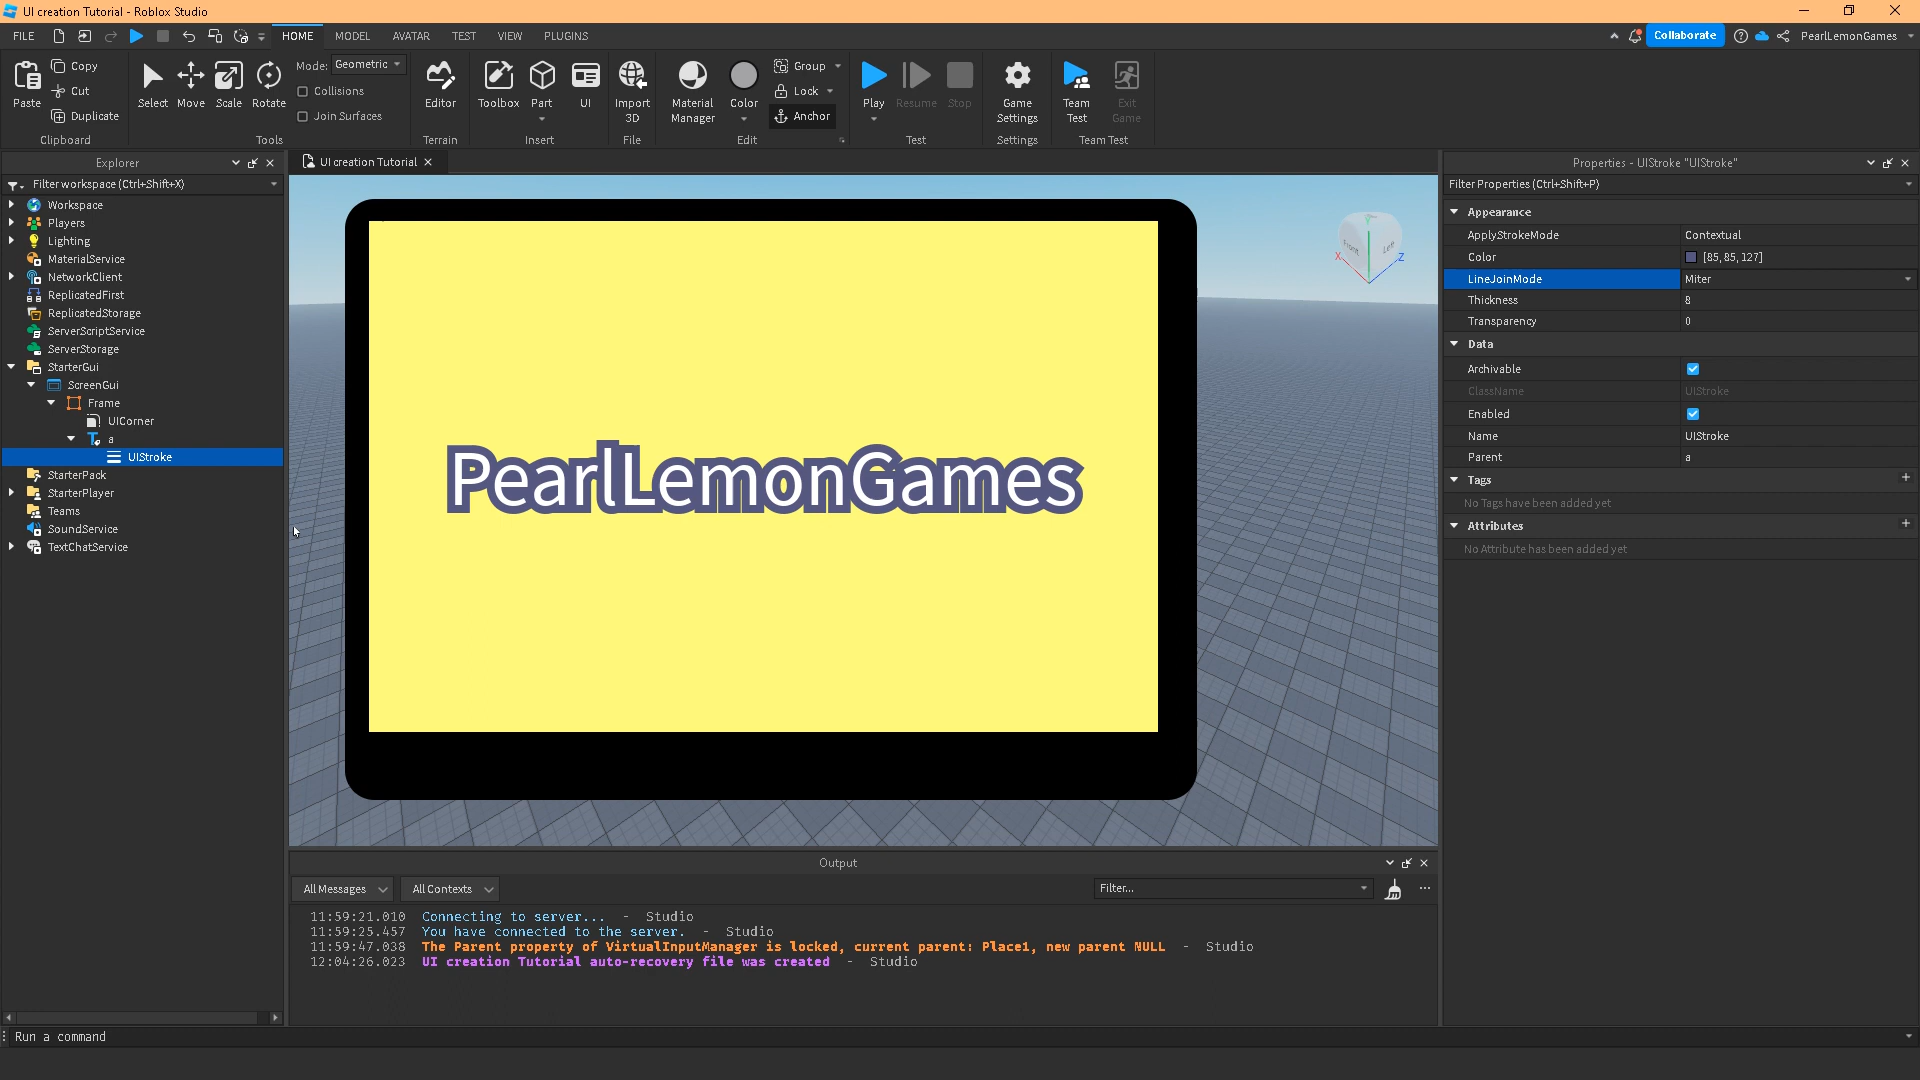 UI creation Tutorial - Roblox Studio
FILE HOME MODEL AVATAR TEST VIEW PLUGINS Collaborate PearlLemonGames
Paste
Copy
Cut
Duplicate
Clipboard
Select Move Scale Rotate
Mode: Geometric
Collisions
Join Surfaces
Tools
Editor
Terrain
Toolbox Part UI
Insert
Import
3D
File
Material
Manager
Color
Group
Lock
Anchor
Edit
Play Resume Stop
Test
Game
Settings
Settings
Team
Test
Exit
Game
Team Test
Explorer
Filter workspace (Ctrl+Shift+X)
Workspace
Players
Lighting
MaterialService
NetworkClient
ReplicatedFirst
ReplicatedStorage
ServerScriptService
ServerStorage
StarterGui
ScreenGui
Frame
UICorner
a
UIStroke
StarterPack
StarterPlayer
Teams
SoundService
TextChatService
UI creation Tutorial
Front Left
X Z
PearlLemonGames
Output
All Messages All Contexts Filter...
11:59:21.010 Connecting to server... - Studio
11:59:25.457 You have connected to the server. - Studio
11:59:47.038 The Parent property of VirtualInputManager is locked, current parent: Place1, new parent NULL - Studio
12:04:26.023 UI creation Tutorial auto-recovery file was created - Studio
Properties - UIStroke "UIStroke"
Filter Properties (Ctrl+Shift+P)
Appearance
ApplyStrokeMode Contextual
Color [85, 85, 127]
LineJoinMode Miter
Thickness 8
Transparency 0
Data
Archivable
ClassName UIStroke
Enabled
Name UIStroke
Parent a
Tags
No Tags have been added yet
Attributes
No Attribute has been added yet
Run a command